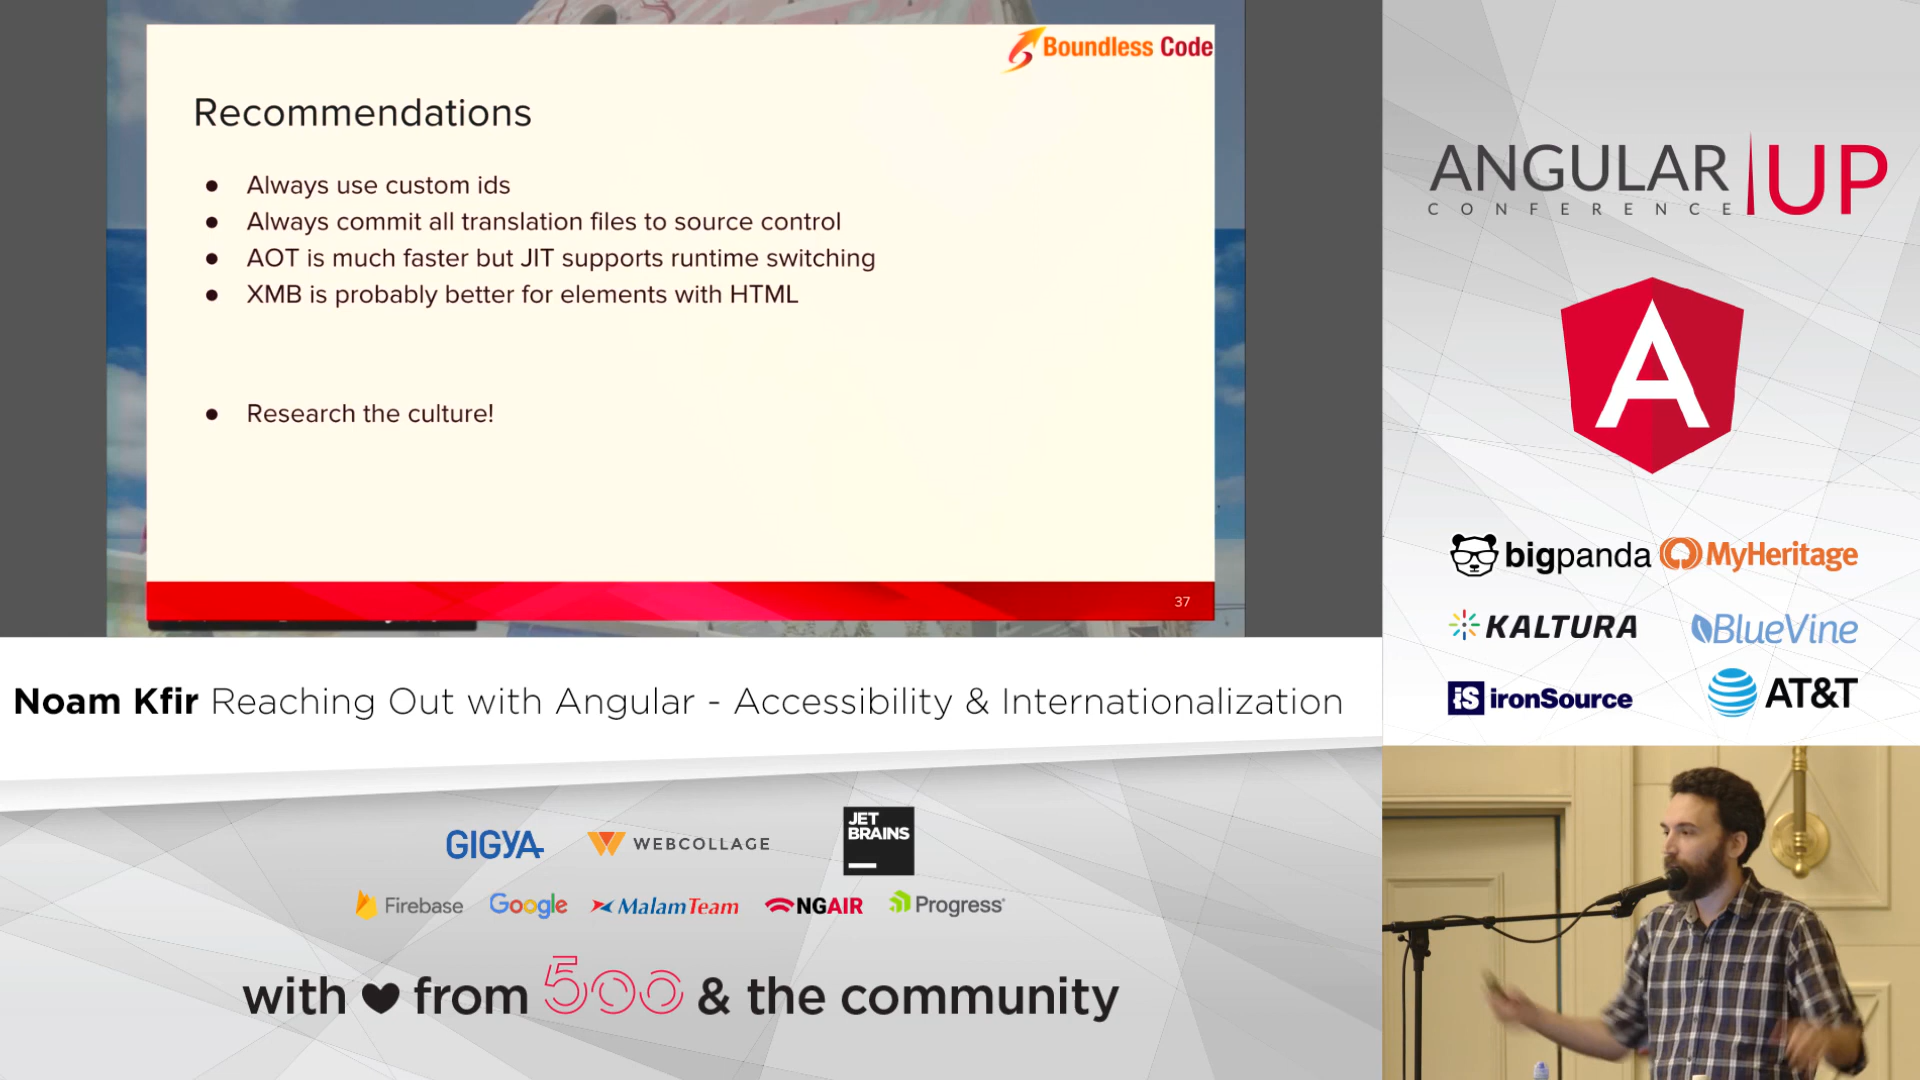 Boundless Code
Recommendations
● Always use custom ids
● Always commit all translation files to source control
● AOT is much faster but JIT supports runtime switching
● XMB is probably better for elements with HTML
● Research the culture!
37
Noam Kfir Reaching Out with Angular - Accessibility & Internationalization
GIGYA
WEBCOLLAGE
JET
BRAINS
Firebase
Google
MalamTeam
NGAIR
Progress
with ♥ from 500 & the community
ANGULAR UP
CONFERENCE
A
bigpanda
MyHeritage
KALTURA
BlueVine
iS ironSource
AT&T